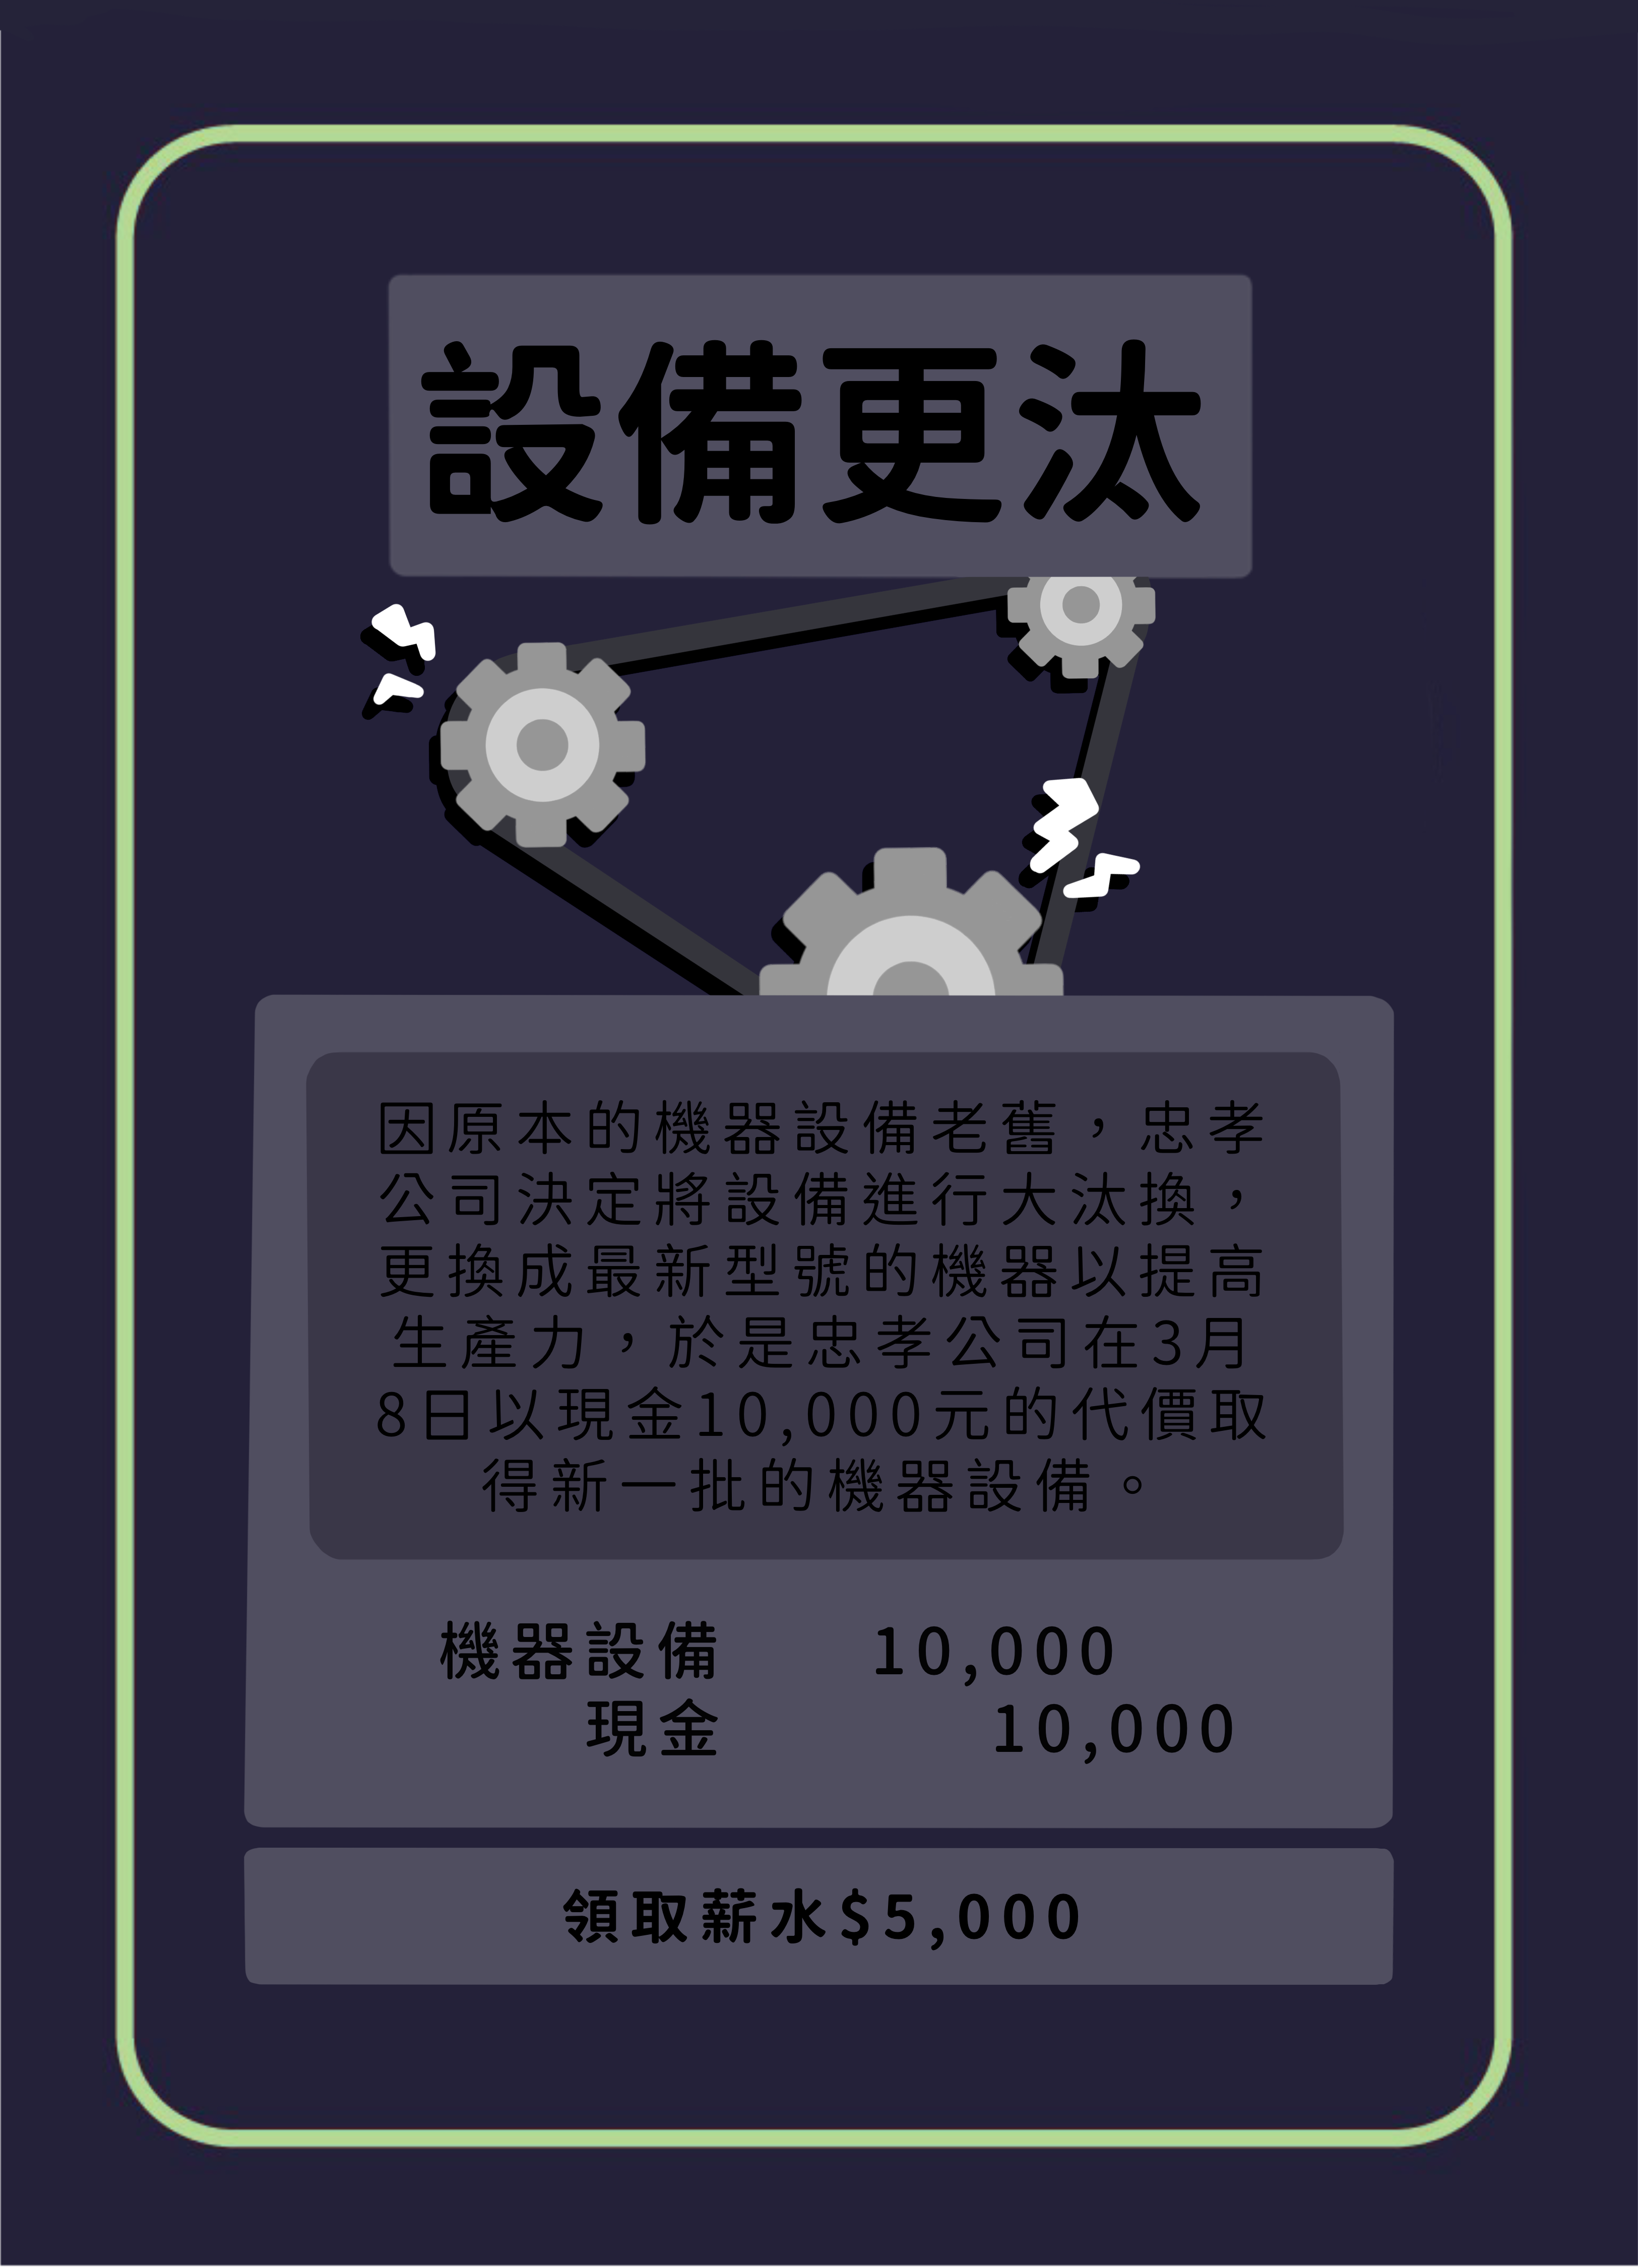 設備更汰
因原本的機器設備老舊，忠孝
公司決定將設備進行大汰換，
更換成最新型號的機器以提高
生產力，於是忠孝公司在3月
8日以現金10,000元的代價取
得新一批的機器設備。
機器設備 10,000
現金 10,000
領取薪水$5,000